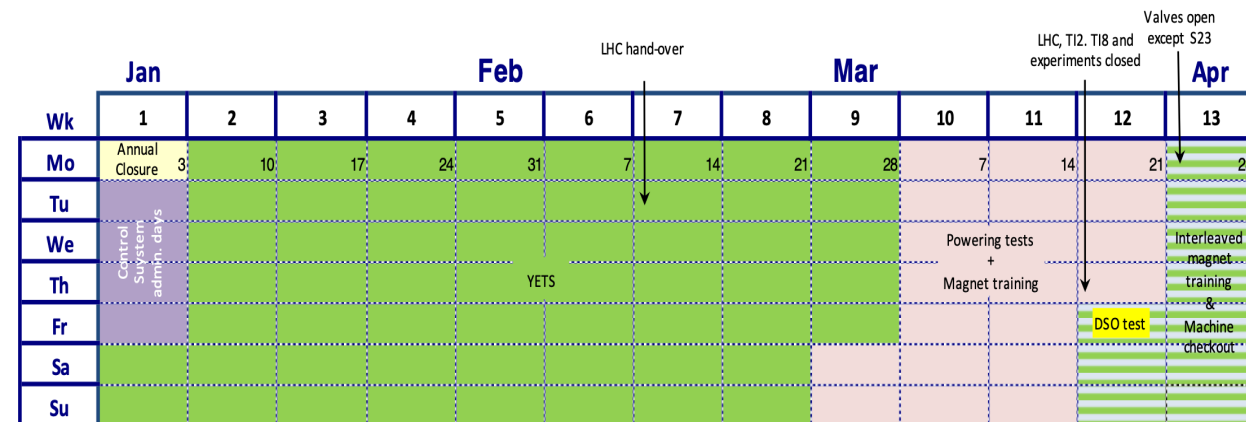 Valves open
except S23
LHC, TI2. TI8 and
experiments closed
LHC hand-over
Jan Feb Mar Apr
Wk 1 2 3 4 5 6 7 8 9 10 11 12 13
Mo Annual Closure 3 10 17 24 31 7 14 21 28 7 14 21 2
Tu
We
Th
Fr
Sa
Su
Control
Suystem
admin. days
YETS
Powering tests
+
Magnet training
DSO test
Interleaved
magnet
training
&
Machine
checkout